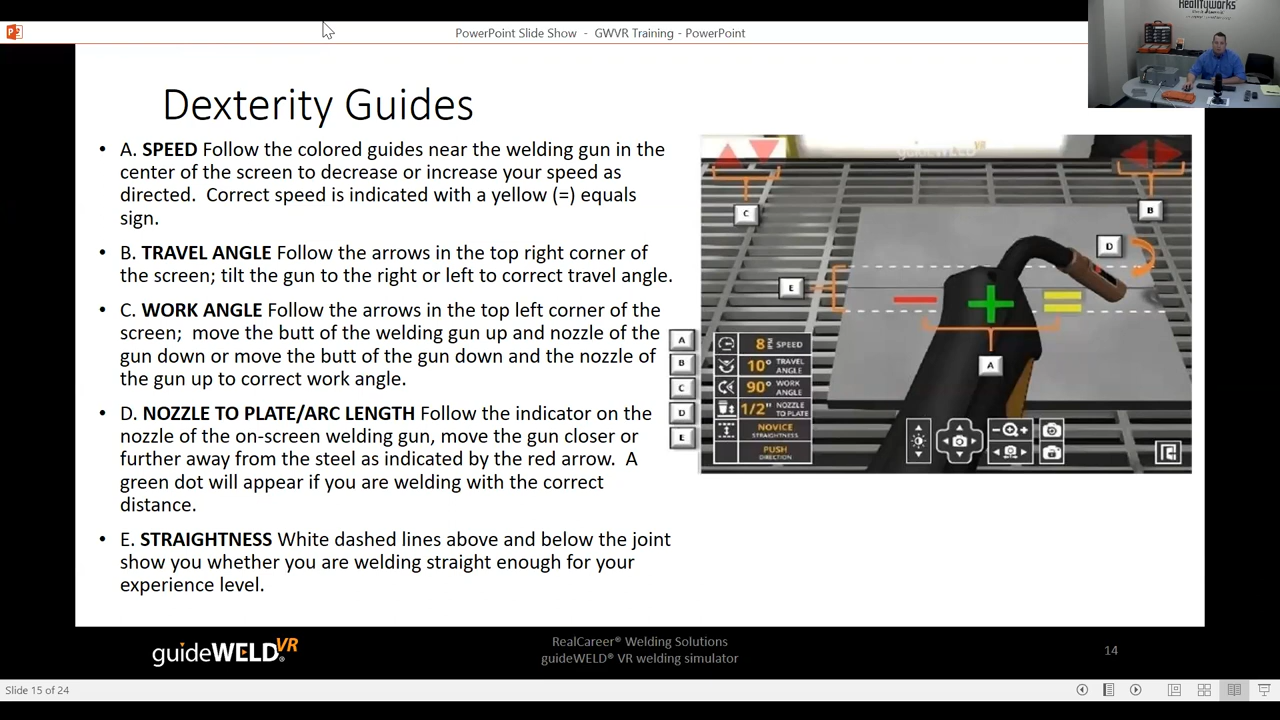 Realityworks
PowerPoint Slide Show - GWVR Training - PowerPoint
Dexterity Guides
• A. SPEED Follow the colored guides near the welding gun in the
center of the screen to decrease or increase your speed as
directed. Correct speed is indicated with a yellow (=) equals
sign.
• B. TRAVEL ANGLE Follow the arrows in the top right corner of
the screen; tilt the gun to the right or left to correct travel angle.
• C. WORK ANGLE Follow the arrows in the top left corner of the
screen; move the butt of the welding gun up and nozzle of the
gun down or move the butt of the gun down and the nozzle of
the gun up to correct work angle.
• D. NOZZLE TO PLATE/ARC LENGTH Follow the indicator on the
nozzle of the on-screen welding gun, move the gun closer or
further away from the steel as indicated by the red arrow. A
green dot will appear if you are welding with the correct
distance.
• E. STRAIGHTNESS White dashed lines above and below the joint
show you whether you are welding straight enough for your
experience level.
guideWELD VR
C
B
D
E
A
A
8 IPM SPEED
B
10° TRAVEL ANGLE
C
90° WORK ANGLE
D
1/2" NOZZLE TO PLATE
E
NOVICE
STRAIGHTNESS
PUSH
DIRECTION
guideWELD VR®
RealCareer® Welding Solutions
guideWELD® VR welding simulator
14
Slide 15 of 24